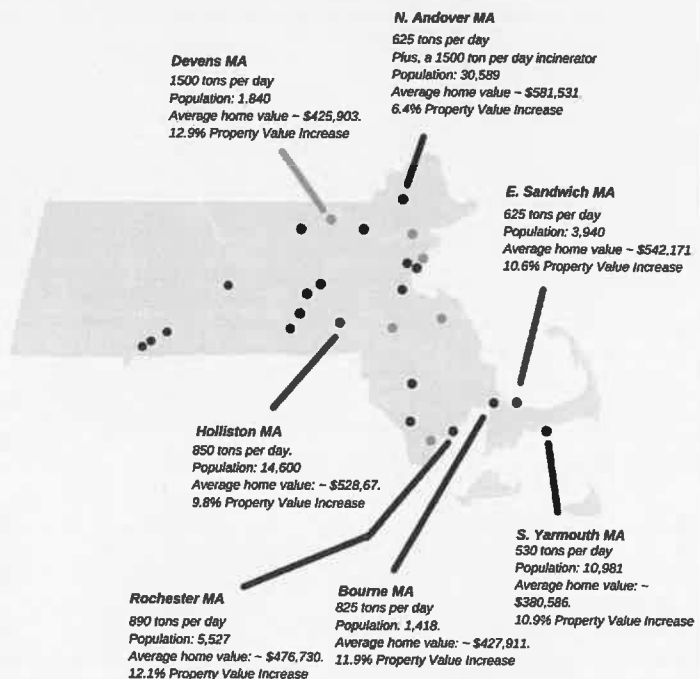 N. Andover MA
625 tons per day
Plus, a 1500 ton per day incinerator
Population: 30,589
Average home value ~ $581,531
6.4% Property Value Increase
Devens MA
1500 tons per day
Population: 1,840
Average home value ~ $425,903.
12.9% Property Value Increase
E. Sandwich MA
625 tons per day
Population: 3,940
Average home value ~ $542,171
10.6% Property Value Increase
Holliston MA
850 tons per day.
Population: 14,600
Average home value: ~ $528,67.
9.8% Property Value Increase
S. Yarmouth MA
530 tons per day
Population: 10,981
Average home value: ~
$380,586.
10.9% Property Value Increase
Rochester MA
890 tons per day
Population: 5,527
Average home value: ~ $476,730.
12.1% Property Value Increase
Bourne MA
825 tons per day
Population: 1,418.
Average home value: ~ $427,911.
11.9% Property Value Increase